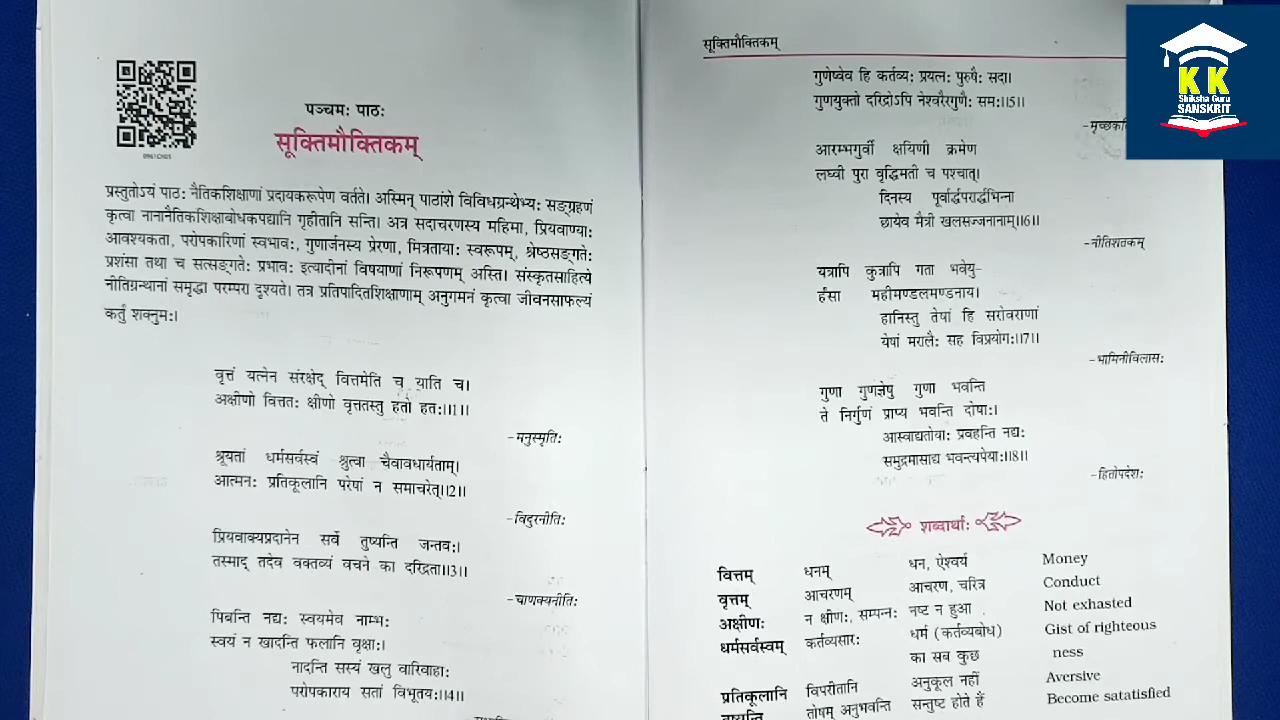 0961CH05
पञ्चमः पाठः
सूक्तिमौक्तिकम्
प्रस्तुतोऽयं पाठः नैतिकशिक्षाणां प्रदायकरूपेण वर्तते। अस्मिन् पाठांशे विविधग्रन्थेभ्यः सङ्ग्रहणं
कृत्वा नानानैतिकशिक्षाबोधकपद्यानि गृहीतानि सन्ति। अत्र सदाचरणस्य महिमा, प्रियवाण्याः
आवश्यकता, परोपकारिणां स्वभावः, गुणार्जनस्य प्रेरणा, मित्रतायाः स्वरूपम्, श्रेष्ठसङ्गतेः
प्रशंसा तथा च सत्सङ्गतेः प्रभावः इत्यादीनां विषयाणां निरूपणम् अस्ति। संस्कृतसाहित्ये
नीतिग्रन्थानां समृद्धा परम्परा दृश्यते। तत्र प्रतिपादितशिक्षाणाम् अनुगमनं कृत्वा जीवनसाफल्यं
कर्तुं शक्नुमः।
वृत्तं यत्नेन संरक्षेद् वित्तमेति च याति च।
अक्षीणो वित्ततः क्षीणो वृत्ततस्तु हतो हतः।।1।।
-मनुस्मृतिः
श्रूयतां धर्मसर्वस्वं श्रुत्वा चैवावधार्यताम्।
आत्मनः प्रतिकूलानि परेषां न समाचरेत्।।2।।
-विदुरनीतिः
प्रियवाक्यप्रदानेन सर्वे तुष्यन्ति जन्तवः।
तस्माद् तदेव वक्तव्यं वचने का दरिद्रता।।3।।
-चाणक्यनीतिः
पिबन्ति नद्यः स्वयमेव नाम्भः
स्वयं न खादन्ति फलानि वृक्षाः।
नादन्ति सस्यं खलु वारिवाहाः
परोपकाराय सतां विभूतयः।।4।।
सूक्तिमौक्तिकम्
गुणेष्वेव हि कर्तव्यः प्रयत्नः पुरुषैः सदा।
गुणयुक्तो दरिद्रोऽपि नेश्वरैरगुणैः समः।।5।।
आरम्भगुर्वी क्षयिणी क्रमेण
लघ्वी पुरा वृद्धिमती च पश्चात्।
दिनस्य पूर्वार्द्धपरार्द्धभिन्ना
छायेव मैत्री खलसज्जनानाम्।।6।।
-नीतिशतकम्
यत्रापि कुत्रापि गता भवेयु-
र्हंसा महीमण्डलमण्डनाय।
हानिस्तु तेषां हि सरोवराणां
येषां मरालैः सह विप्रयोगः।।7।।
-भामिनीविलासः
गुणा गुणज्ञेषु गुणा भवन्ति
ते निर्गुणं प्राप्य भवन्ति दोषाः।
आस्वाद्यतोयाः प्रवहन्ति नद्यः
समुद्रमासाद्य भवन्त्यपेयाः।।8।।
-हितोपदेशः
शब्दार्थाः
वित्तम् धनम् धन, ऐश्वर्य Money
वृत्तम् आचरणम् आचरण, चरित्र Conduct
अक्षीणः न क्षीणः, सम्पन्नः नष्ट न हुआ Not exhasted
धर्मसर्वस्वम् कर्तव्यसारः धर्म (कर्तव्यबोध) Gist of righteous
का सब कुछ ness
प्रतिकूलानि विपरीतानि अनुकूल नहीं Aversive
तोषम् अनुभवन्ति सन्तुष्ट होते हैं Become satatisfied
KK
Shiksha Guru
SANSKRIT